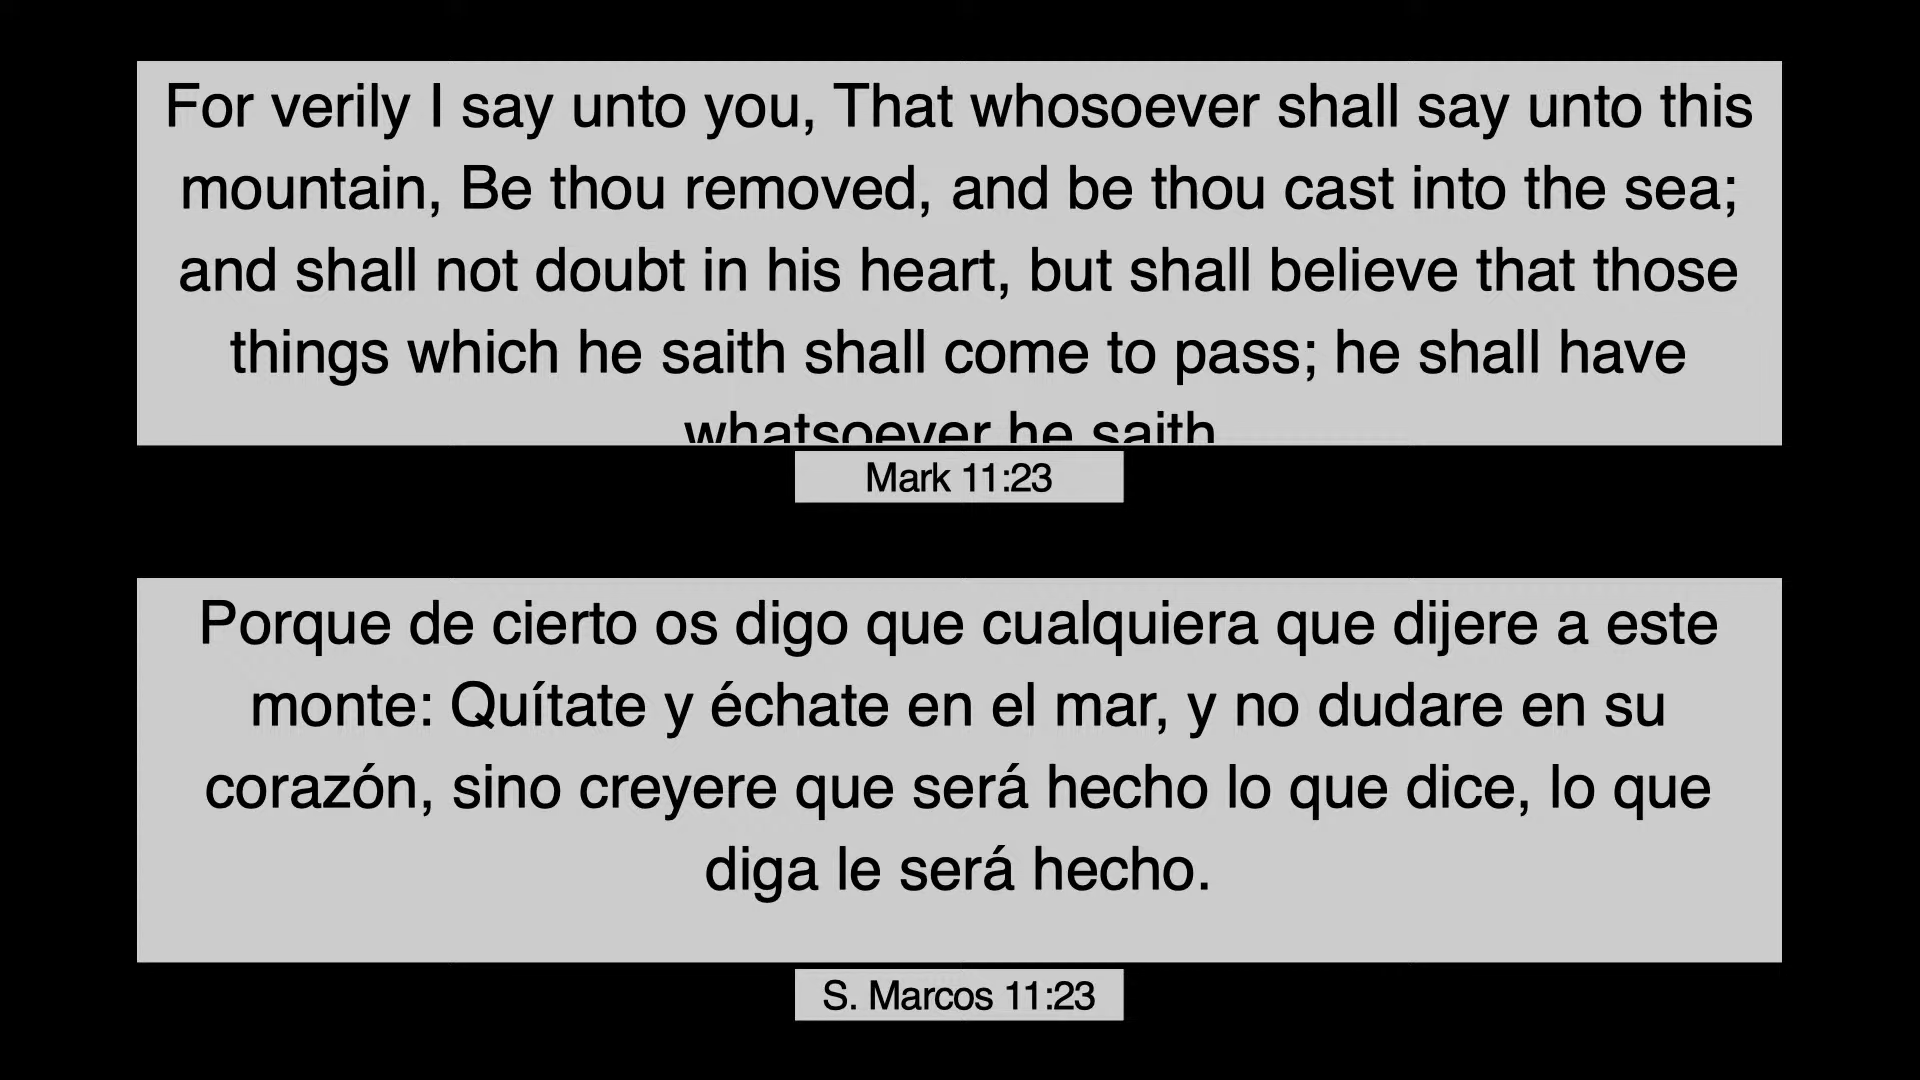 For verily I say unto you, That whosoever shall say unto this
mountain, Be thou removed, and be thou cast into the sea;
and shall not doubt in his heart, but shall believe that those
things which he saith shall come to pass; he shall have
whatsoever he saith
Mark 11:23
Porque de cierto os digo que cualquiera que dijere a este
monte: Quítate y échate en el mar, y no dudare en su
corazón, sino creyere que será hecho lo que dice, lo que
diga le será hecho.
S. Marcos 11:23